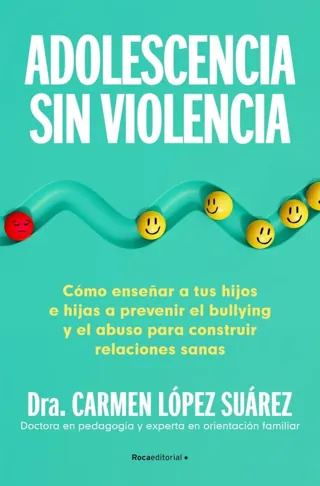 ADOLESCENCIA
SIN VIOLENCIA
Cómo enseñar a tus hijos
e hijas a prevenir el bullying
y el abuso para construir
relaciones sanas
Dra. CARMEN LÓPEZ SUÁREZ
Doctora en pedagogía y experta en orientación familiar
Rocaeditorial